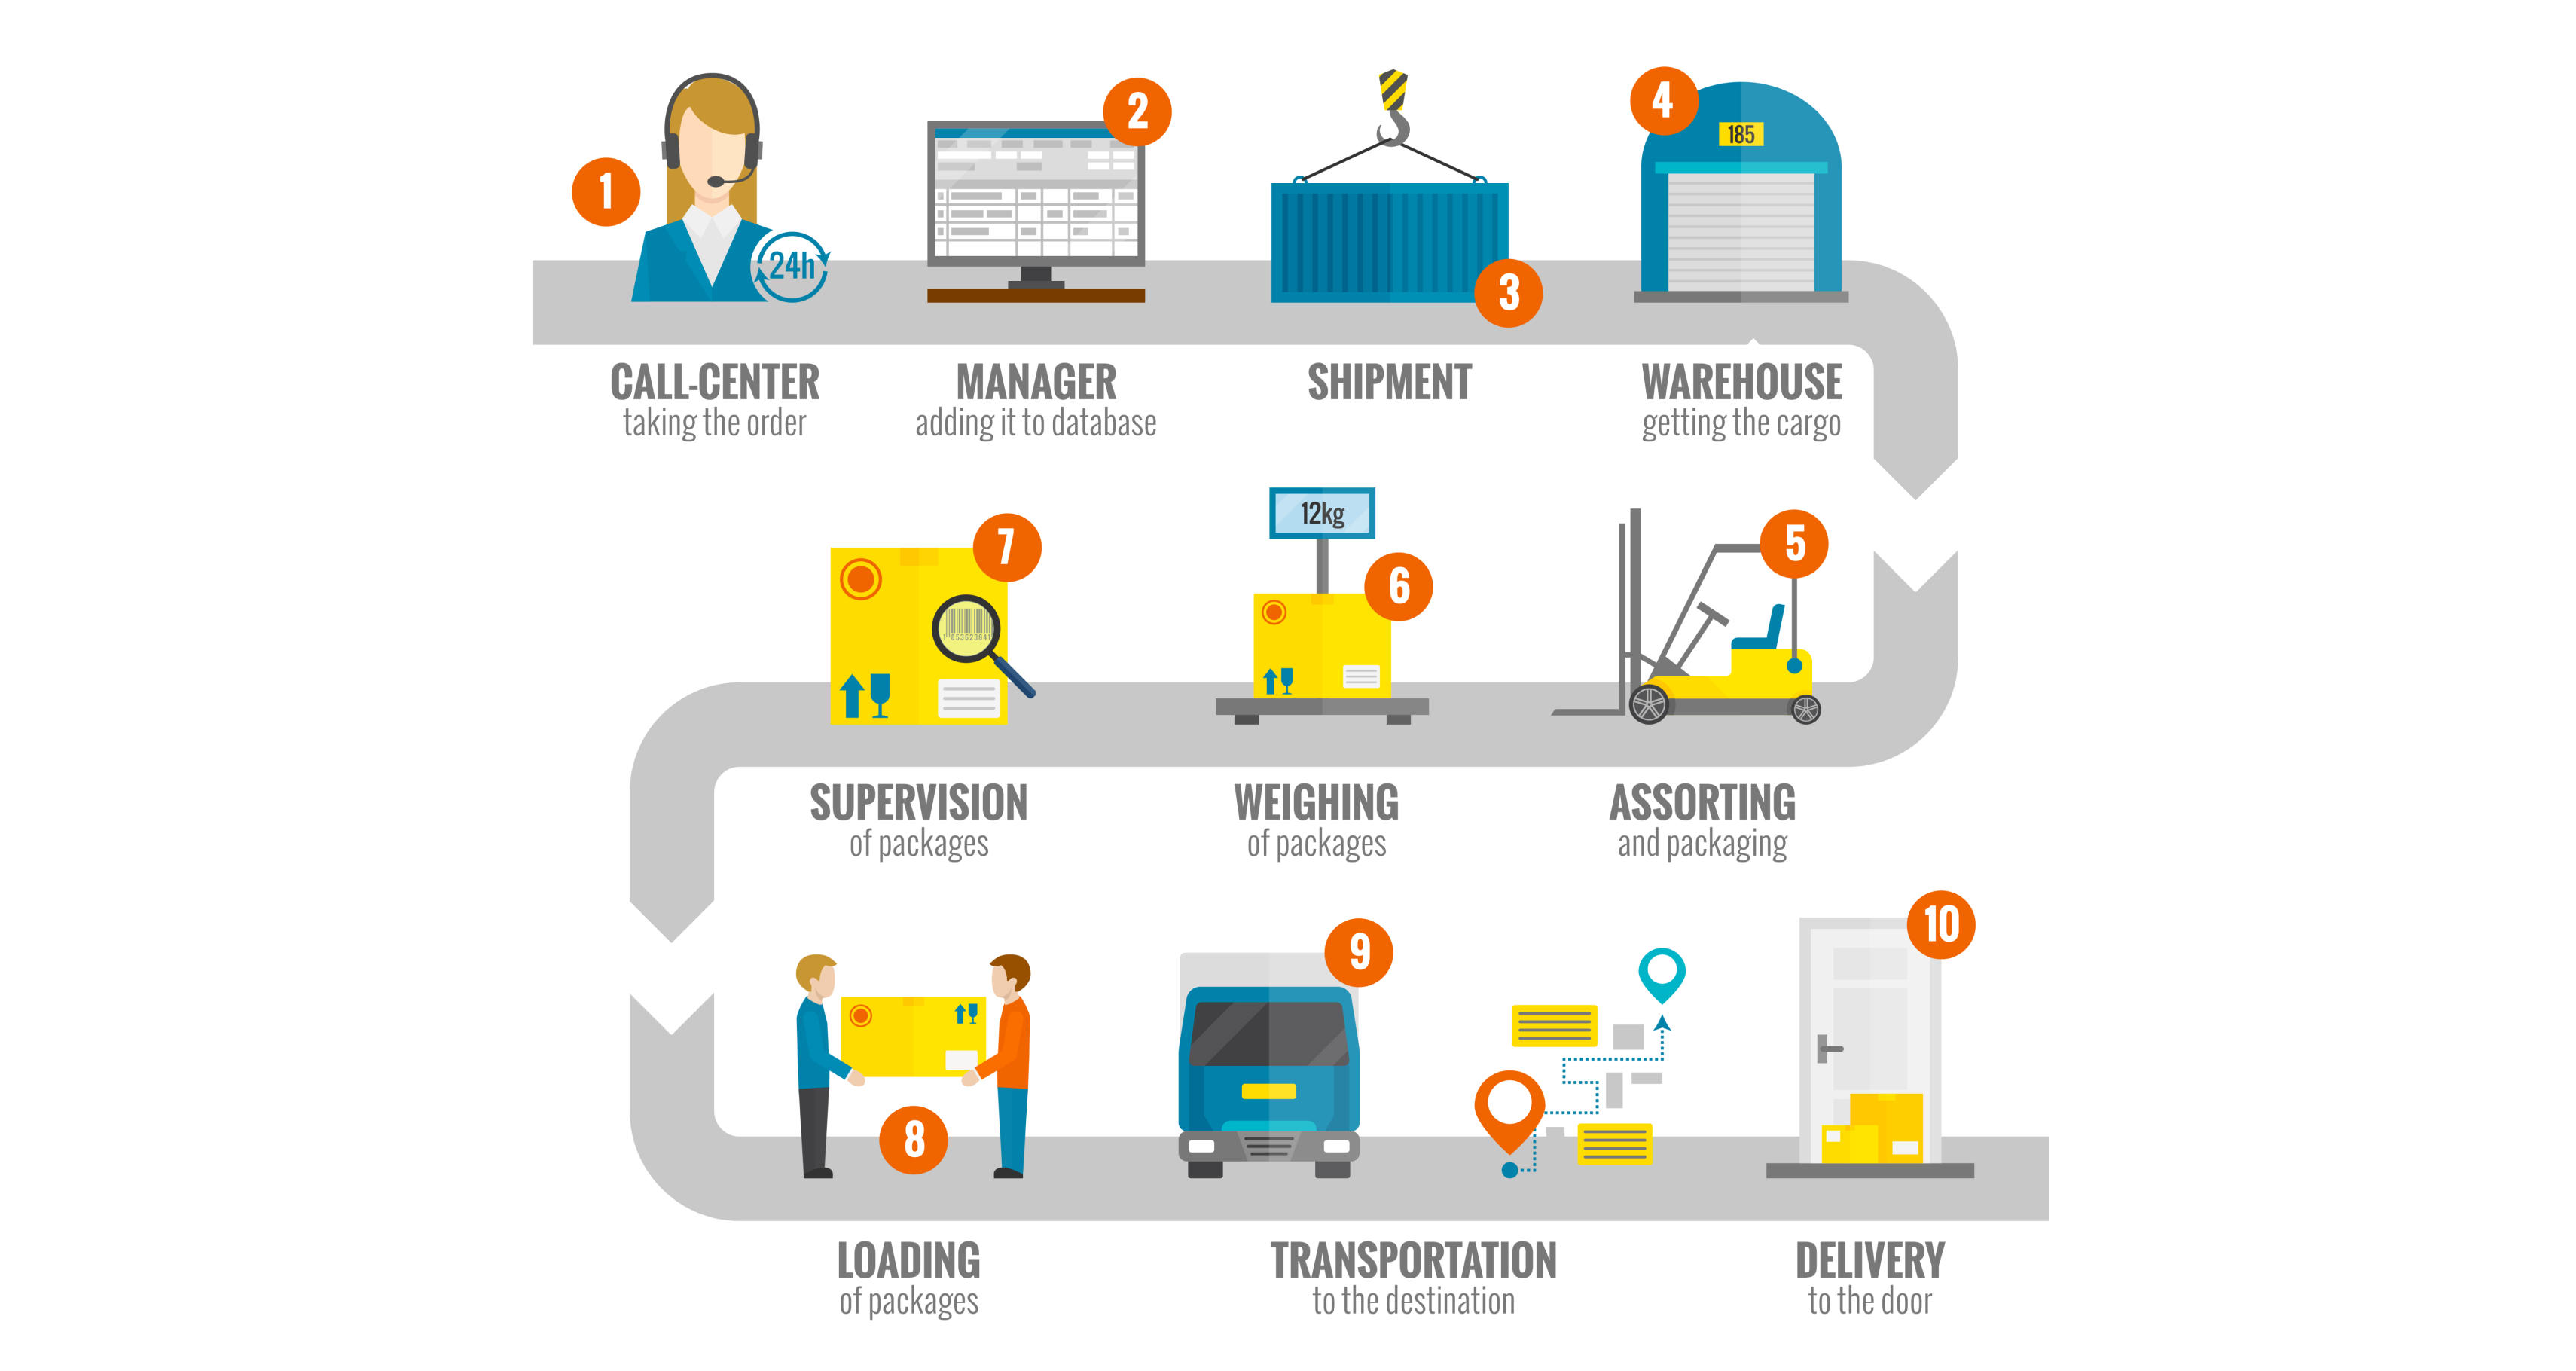 1
24h
CALL-CENTER
taking the order
2
MANAGER
adding it to database
3
SHIPMENT
4
185
WAREHOUSE
getting the cargo
5
ASSORTING
and packaging
12kg
6
WEIGHING
of packages
7
SUPERVISION
of packages
8
LOADING
of packages
9
TRANSPORTATION
to the destination
10
DELIVERY
to the door